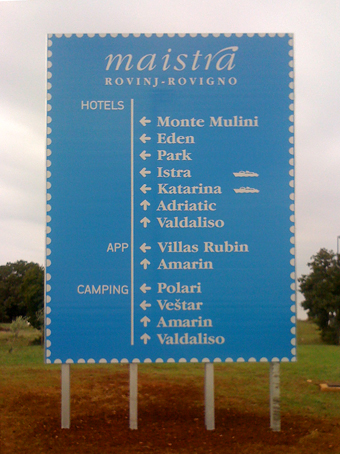 maistra
ROVINJ-ROVIGNO
HOTELS
← Monte Mulini
← Eden
← Park
← Istra
← Katarina
↑ Adriatic
↑ Valdaliso
APP ← Villas Rubin
↑ Amarin
CAMPING ← Polari
← Veštar
↑ Amarin
↑ Valdaliso